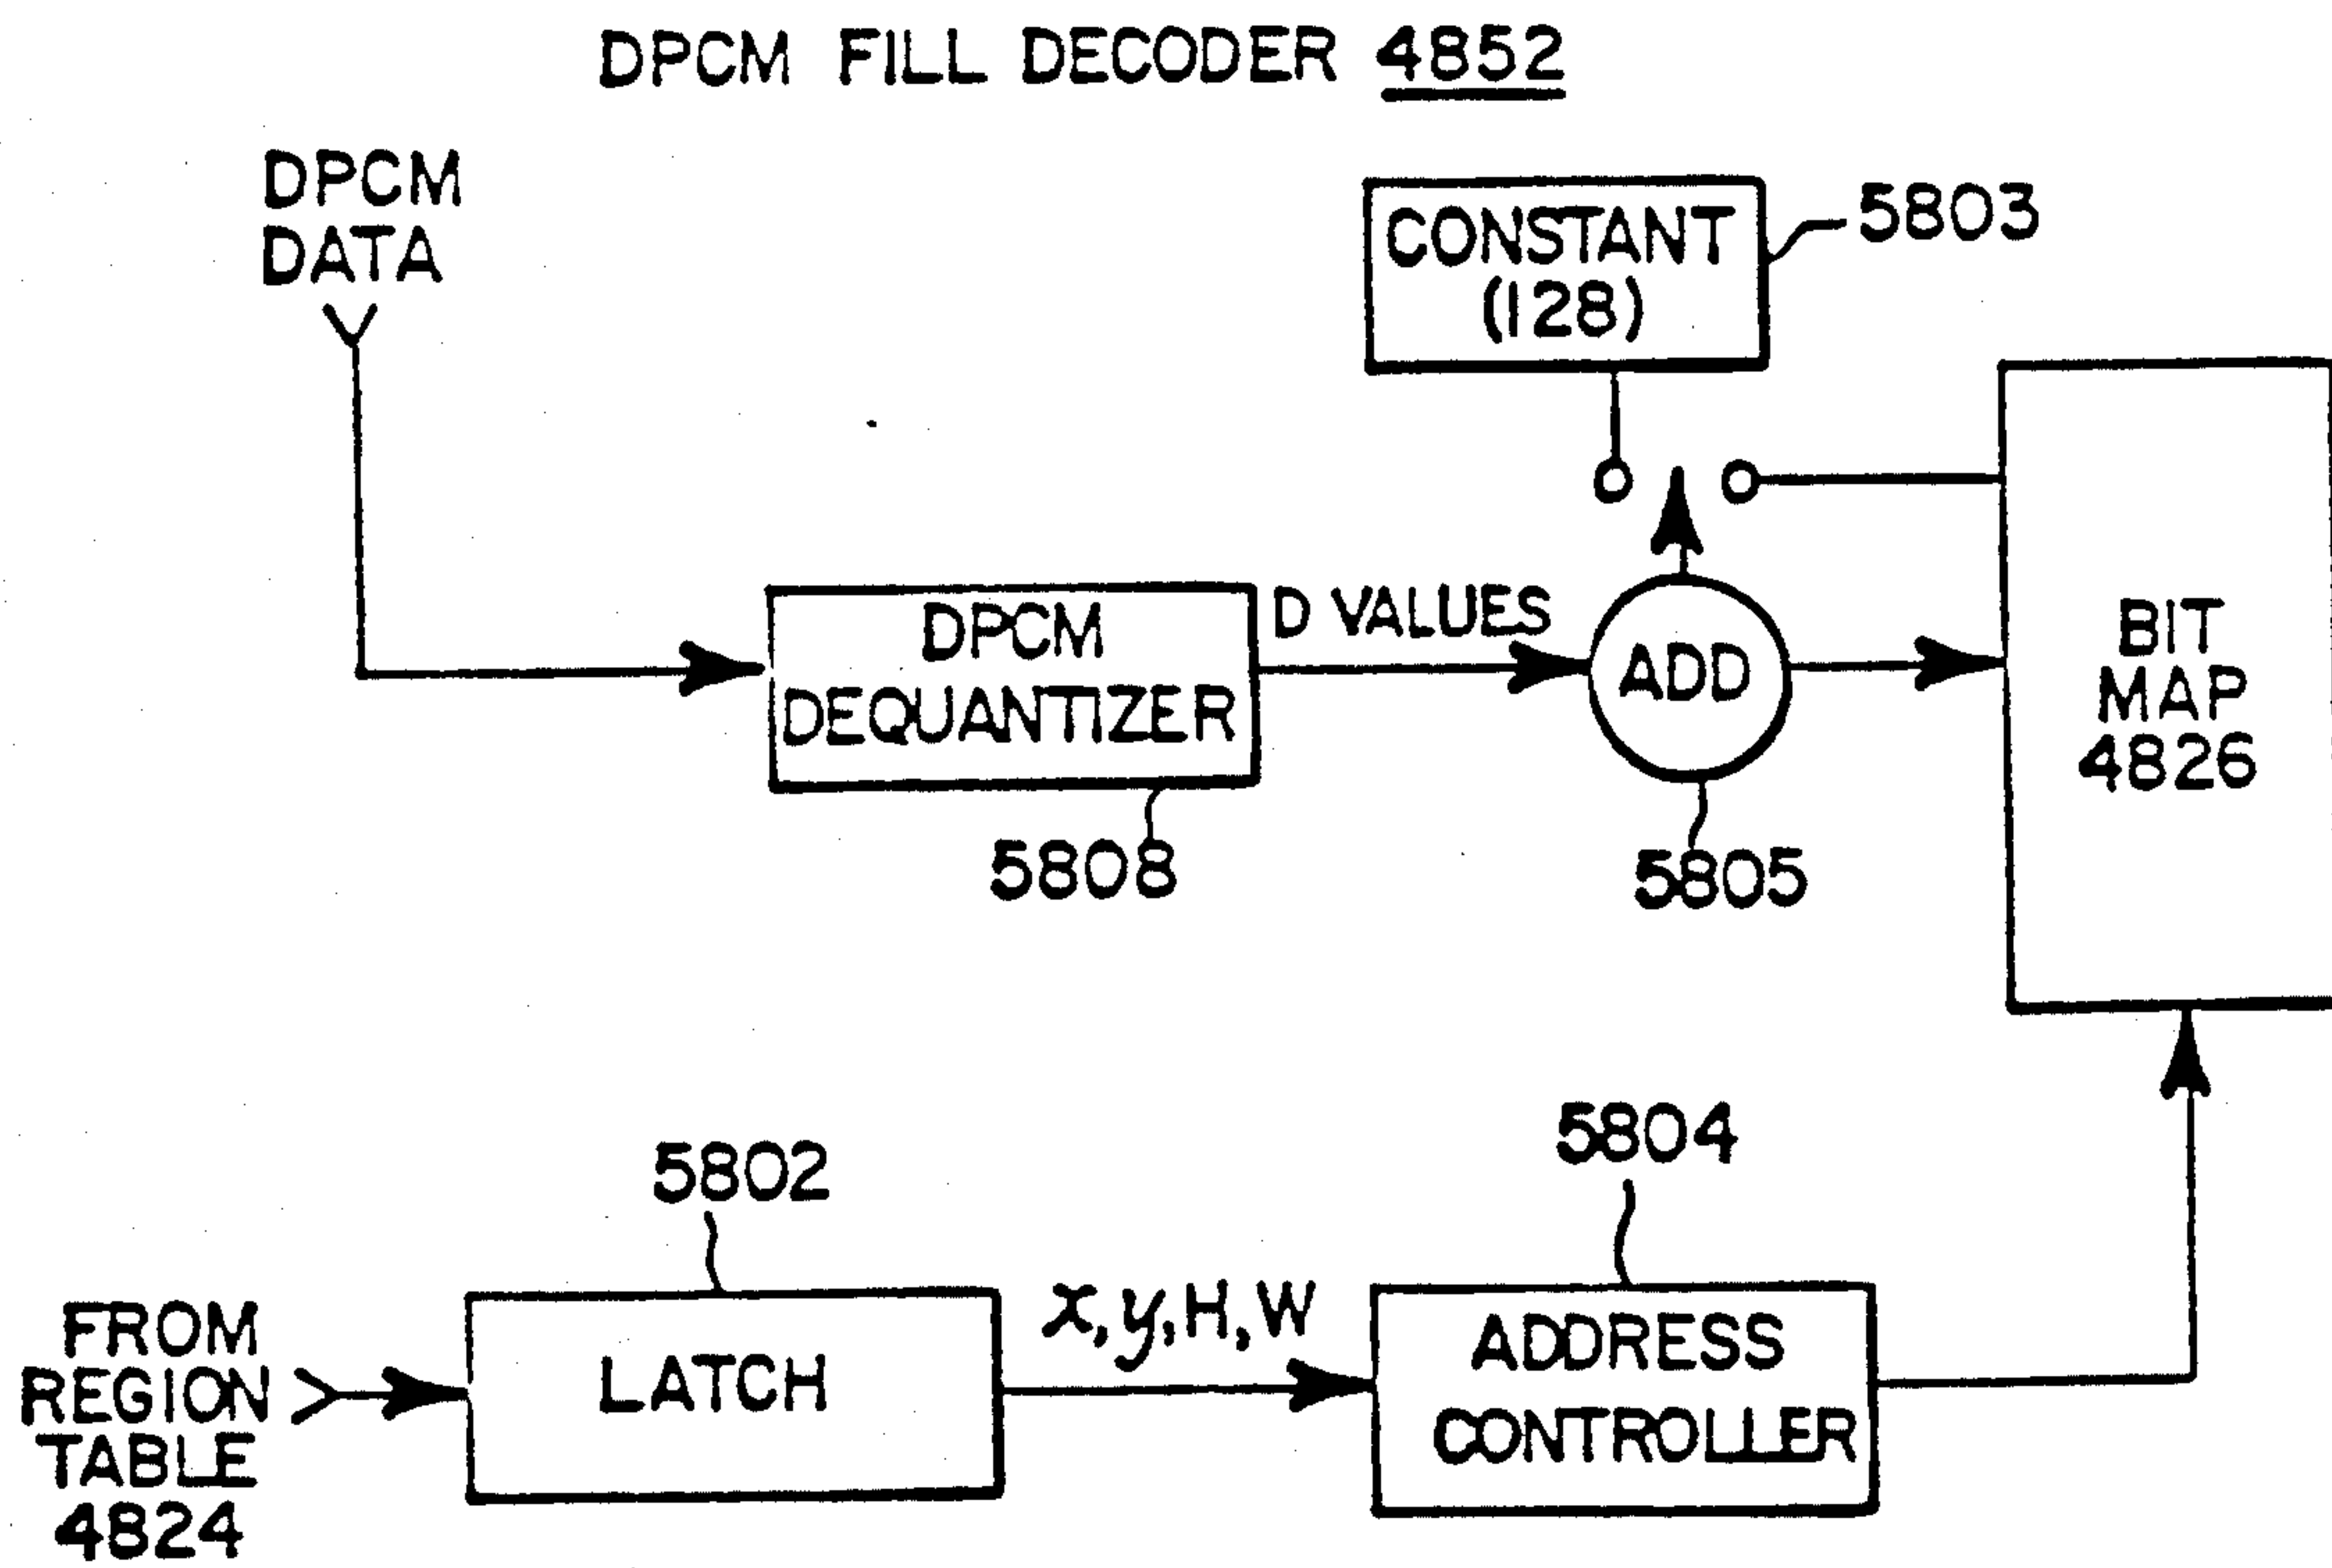 DPCM FILL DECODER 4852
DPCM
DATA
CONSTANT
(128)
5803
DPCM
DEQUANTIZER
5808
D VALUES
ADD
5805
BIT
MAP
4826
5802
5804
FROM
REGION
TABLE
4824
LATCH
x,y,H,W
ADDRESS
CONTROLLER